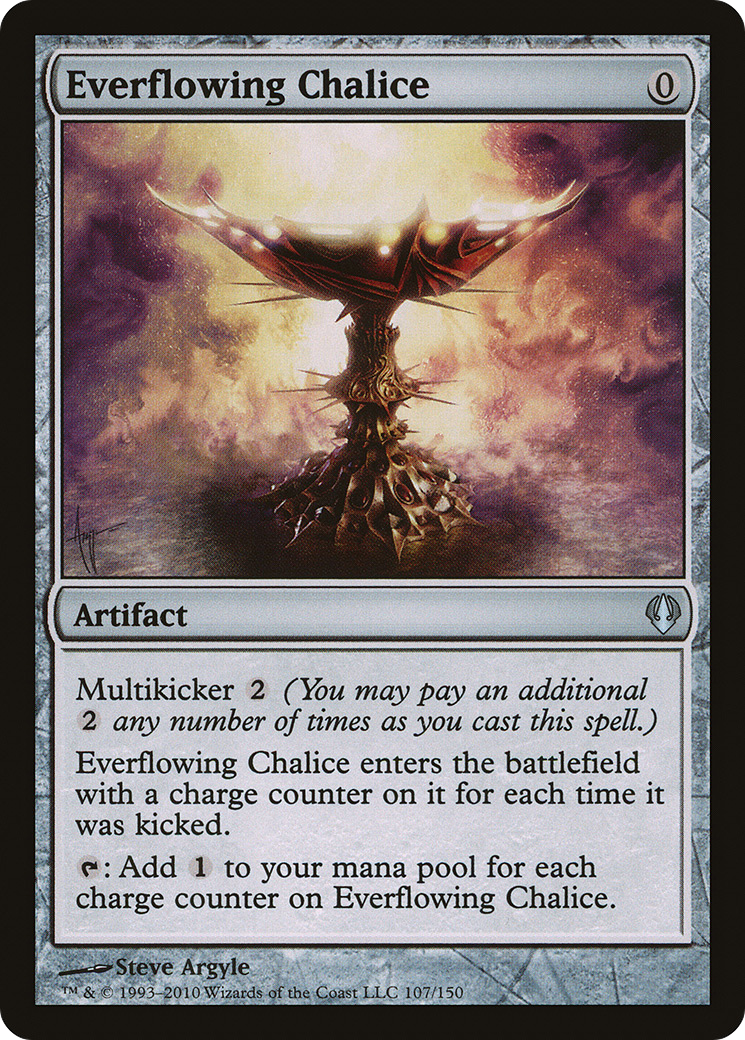 Everflowing Chalice 0
Artifact
Multikicker 2 (You may pay an additional
2 any number of times as you cast this spell.)
Everflowing Chalice enters the battlefield
with a charge counter on it for each time it
was kicked.
: Add 1 to your mana pool for each
charge counter on Everflowing Chalice.
Steve Argyle
™ & © 1993–2010 Wizards of the Coast LLC 107/150